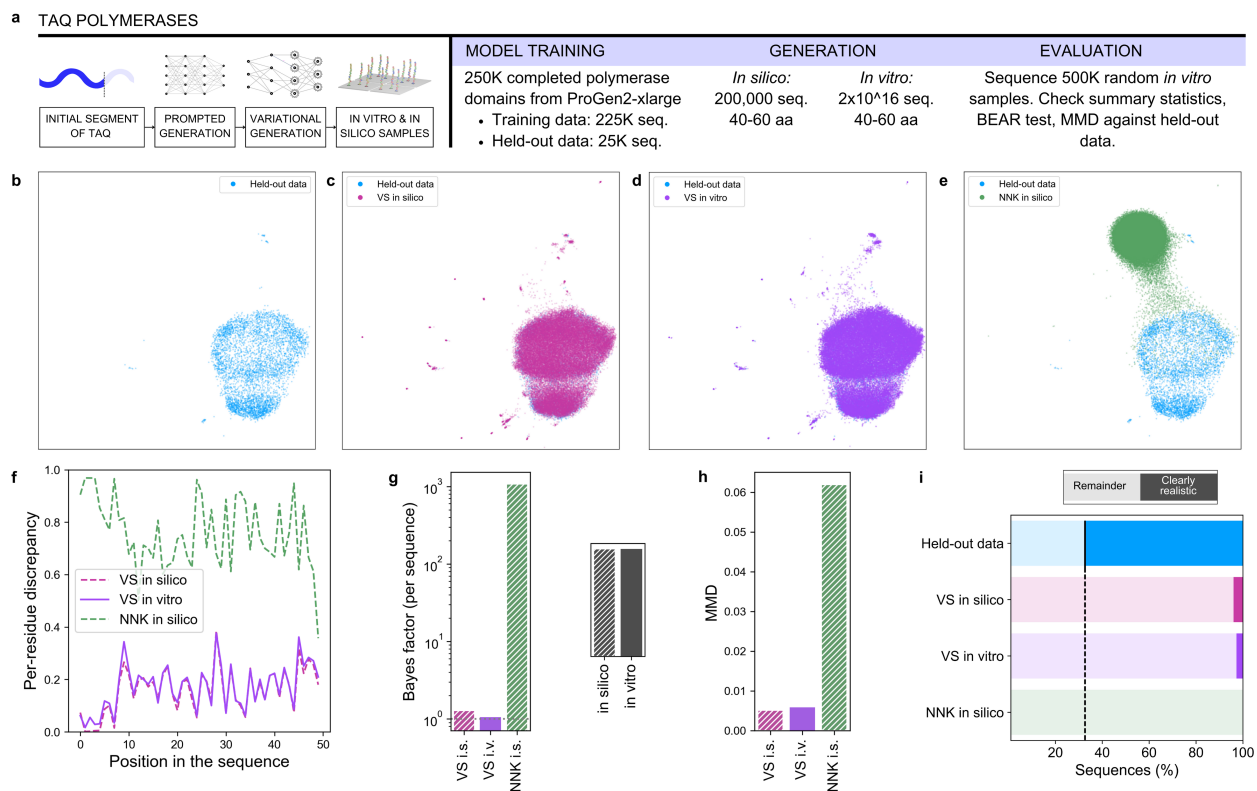 a TAQ POLYMERASES
INITIAL SEGMENT
OF TAQ
PROMPTED
GENERATION
VARIATIONAL
GENERATION
IN VITRO & IN
SILICO SAMPLES
MODEL TRAINING
250K completed polymerase
domains from ProGen2-xlarge
• Training data: 225K seq.
• Held-out data: 25K seq.
GENERATION
In silico:
200,000 seq.
40-60 aa
In vitro:
2x10^16 seq.
40-60 aa
EVALUATION
Sequence 500K random in vitro
samples. Check summary statistics,
BEAR test, MMD against held-out
data.
b
Held-out data
c
Held-out data
VS in silico
d
Held-out data
VS in vitro
e
Held-out data
NNK in silico
f
Per-residue discrepancy
1.0
0.8
0.6
0.4
0.2
0.0
VS in silico
VS in vitro
NNK in silico
0 10 20 30 40 50
Position in the sequence
g
Bayes factor (per sequence)
10^3
10^2
10^1
10^0
VS i.s.
VS i.v.
NNK i.s.
in silico
in vitro
h
MMD
0.06
0.05
0.04
0.03
0.02
0.01
0.00
VS i.s.
VS i.v.
NNK i.s.
i
Remainder
Clearly
realistic
Held-out data
VS in silico
VS in vitro
NNK in silico
20 40 60 80 100
Sequences (%)